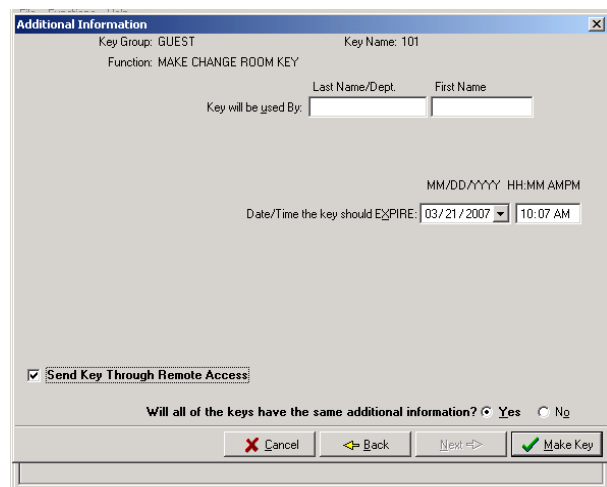 File Functions Help
Additional Information
Key Group: GUEST Key Name: 101
Function: MAKE CHANGE ROOM KEY
Last Name/Dept. First Name
Key will be used By:
MM/DD/YYYY HH:MM AMPM
Date/Time the key should EXPIRE: 03/21/2007 10:07 AM
Send Key Through Remote Access
Will all of the keys have the same additional information? Yes No
Cancel Back Next Make Key